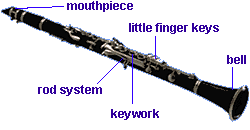 mouthpiece
little finger keys
bell
rod system
keywork